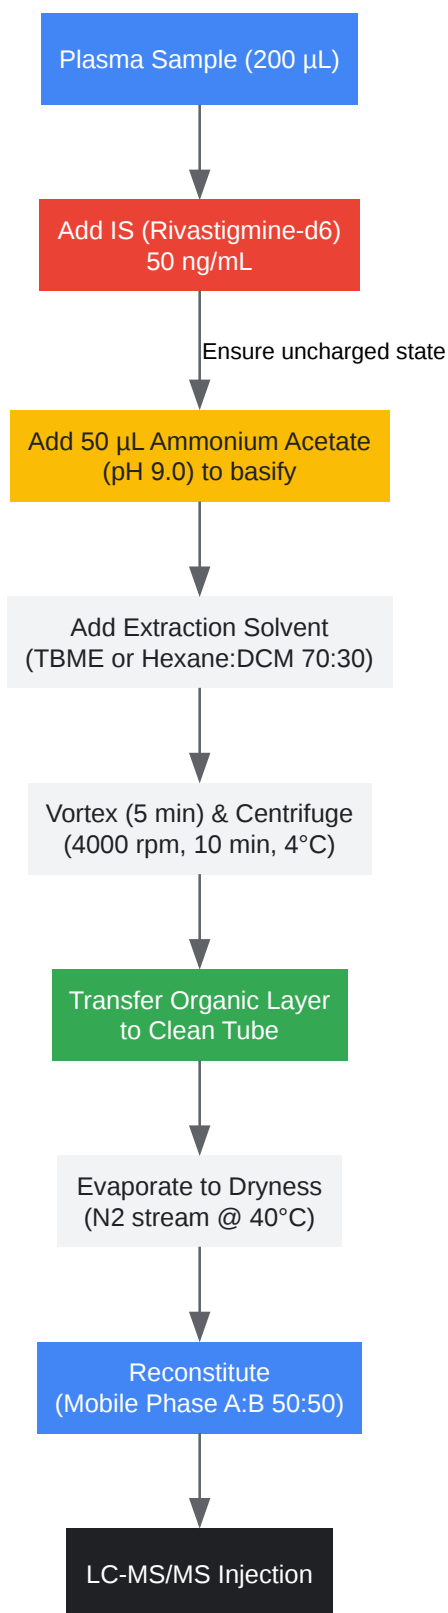 Plasma Sample (200 µL)
Add IS (Rivastigmine-d6)
50 ng/mL
Ensure uncharged state
Add 50 µL Ammonium Acetate
(pH 9.0) to basify
Add Extraction Solvent
(TBME or Hexane:DCM 70:30)
Vortex (5 min) & Centrifuge
(4000 rpm, 10 min, 4°C)
Transfer Organic Layer
to Clean Tube
Evaporate to Dryness
(N2 stream @ 40°C)
Reconstitute
(Mobile Phase A:B 50:50)
LC-MS/MS Injection